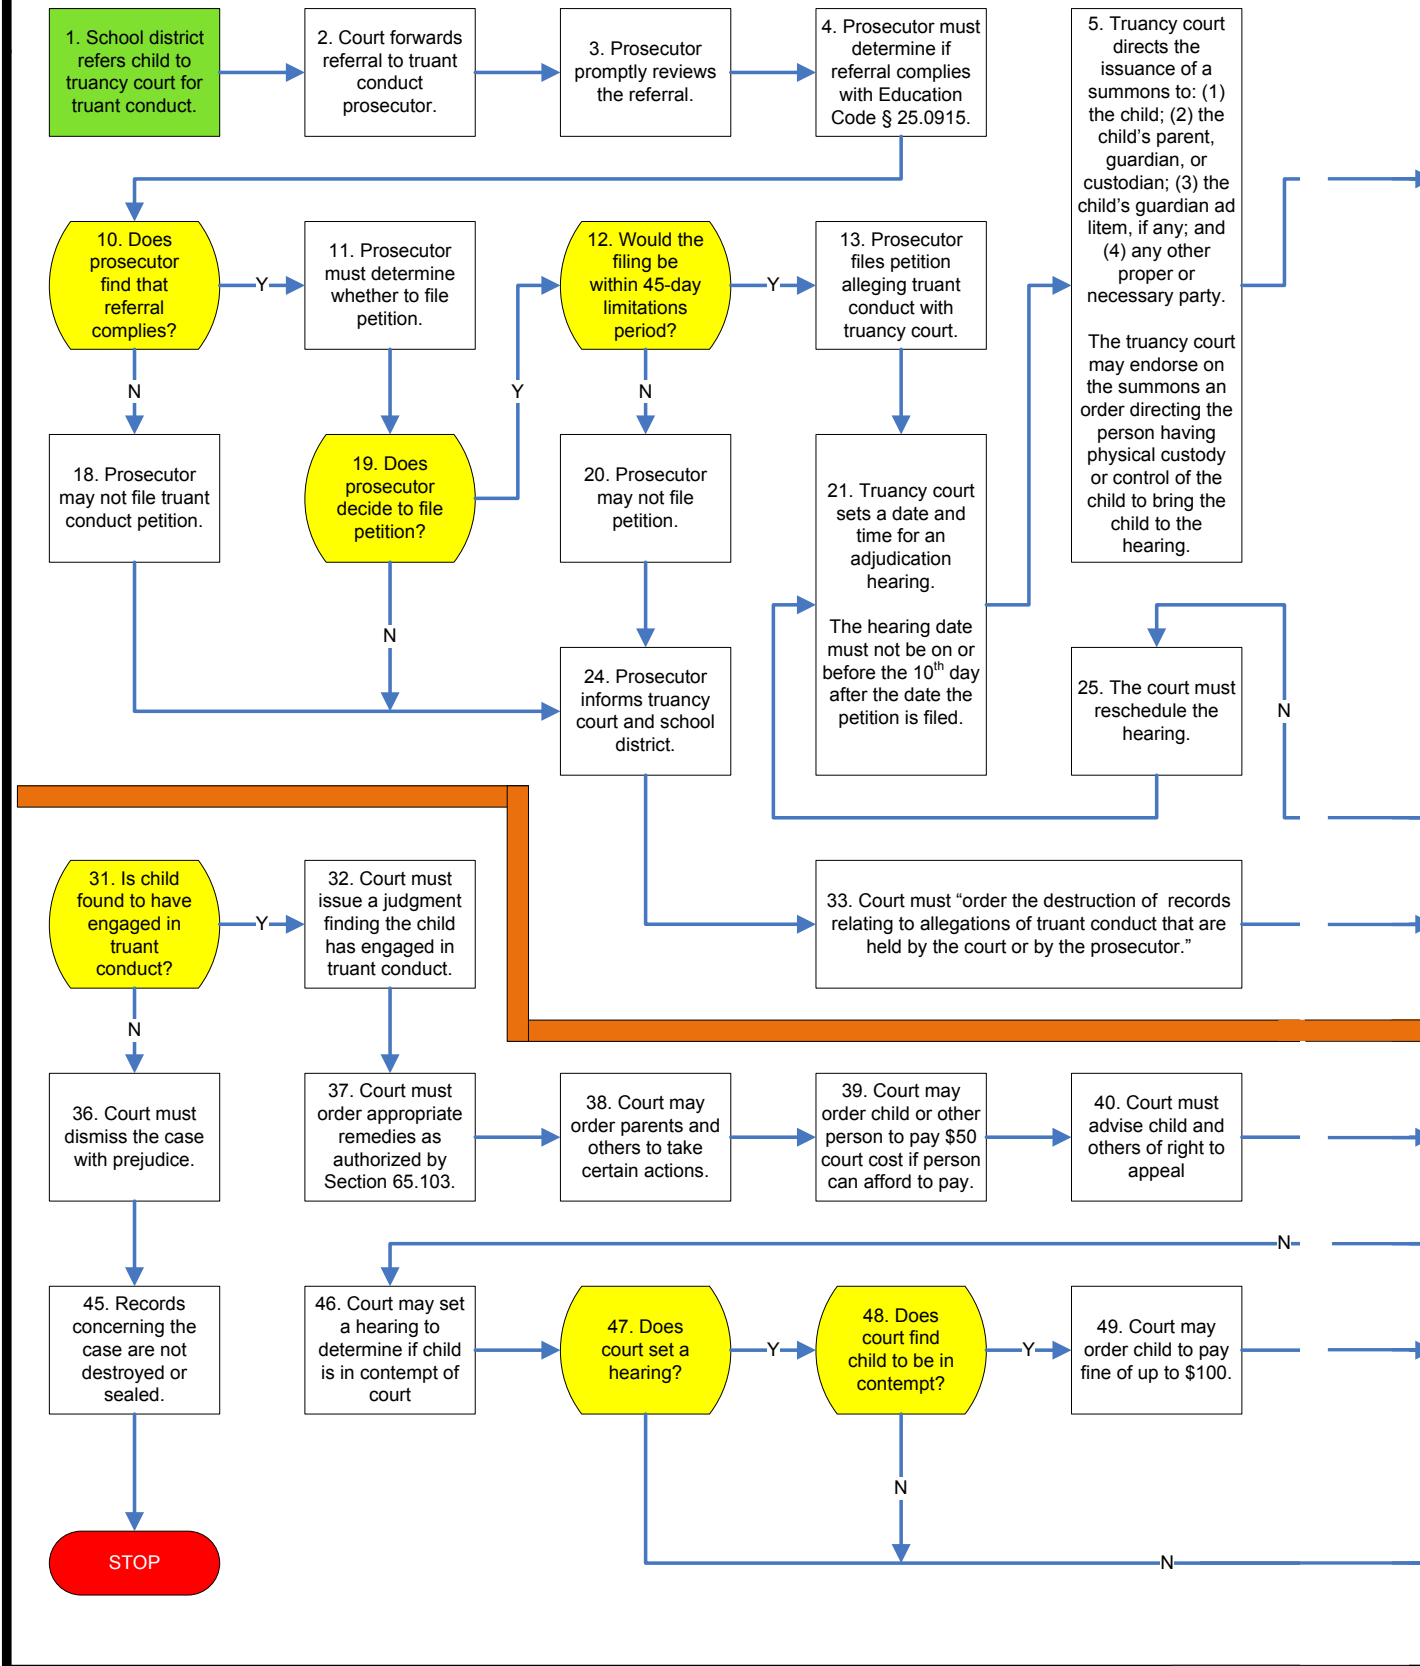 1. School district
refers child to
truancy court for
truant conduct.
2. Court forwards
referral to truant
conduct
prosecutor.
3. Prosecutor
promptly reviews
the referral.
4. Prosecutor must
determine if
referral complies
with Education
Code § 25.0915.
5. Truancy court
directs the
issuance of a
summons to: (1)
the child; (2) the
child's parent,
guardian, or
custodian; (3) the
child's guardian ad
litem, if any; and
(4) any other
proper or
necessary party.
The truancy court
may endorse on
the summons an
order directing the
person having
physical custody
or control of the
child to bring the
child to the
hearing.
10. Does
prosecutor
find that
referral
complies?
Y
N
11. Prosecutor
must determine
whether to file
petition.
12. Would the
filing be
within 45-day
limitations
period?
Y
N
13. Prosecutor
files petition
alleging truant
conduct with
truancy court.
18. Prosecutor
may not file truant
conduct petition.
19. Does
prosecutor
decide to file
petition?
Y
N
20. Prosecutor
may not file
petition.
21. Truancy court
sets a date and
time for an
adjudication
hearing.
The hearing date
must not be on or
before the 10th day
after the date the
petition is filed.
24. Prosecutor
informs truancy
court and school
district.
25. The court must
reschedule the
hearing.
N
31. Is child
found to have
engaged in
truant
conduct?
Y
N
32. Court must
issue a judgment
finding the child
has engaged in
truant conduct.
33. Court must “order the destruction of records
relating to allegations of truant conduct that are
held by the court or by the prosecutor.”
36. Court must
dismiss the case
with prejudice.
37. Court must
order appropriate
remedies as
authorized by
Section 65.103.
38. Court may
order parents and
others to take
certain actions.
39. Court may
order child or other
person to pay $50
court cost if person
can afford to pay.
40. Court must
advise child and
others of right to
appeal
N
45. Records
concerning the
case are not
destroyed or
sealed.
46. Court may set
a hearing to
determine if child
is in contempt of
court
47. Does
court set a
hearing?
Y
48. Does
court find
child to be in
contempt?
Y
N
49. Court may
order child to pay
fine of up to $100.
N
STOP